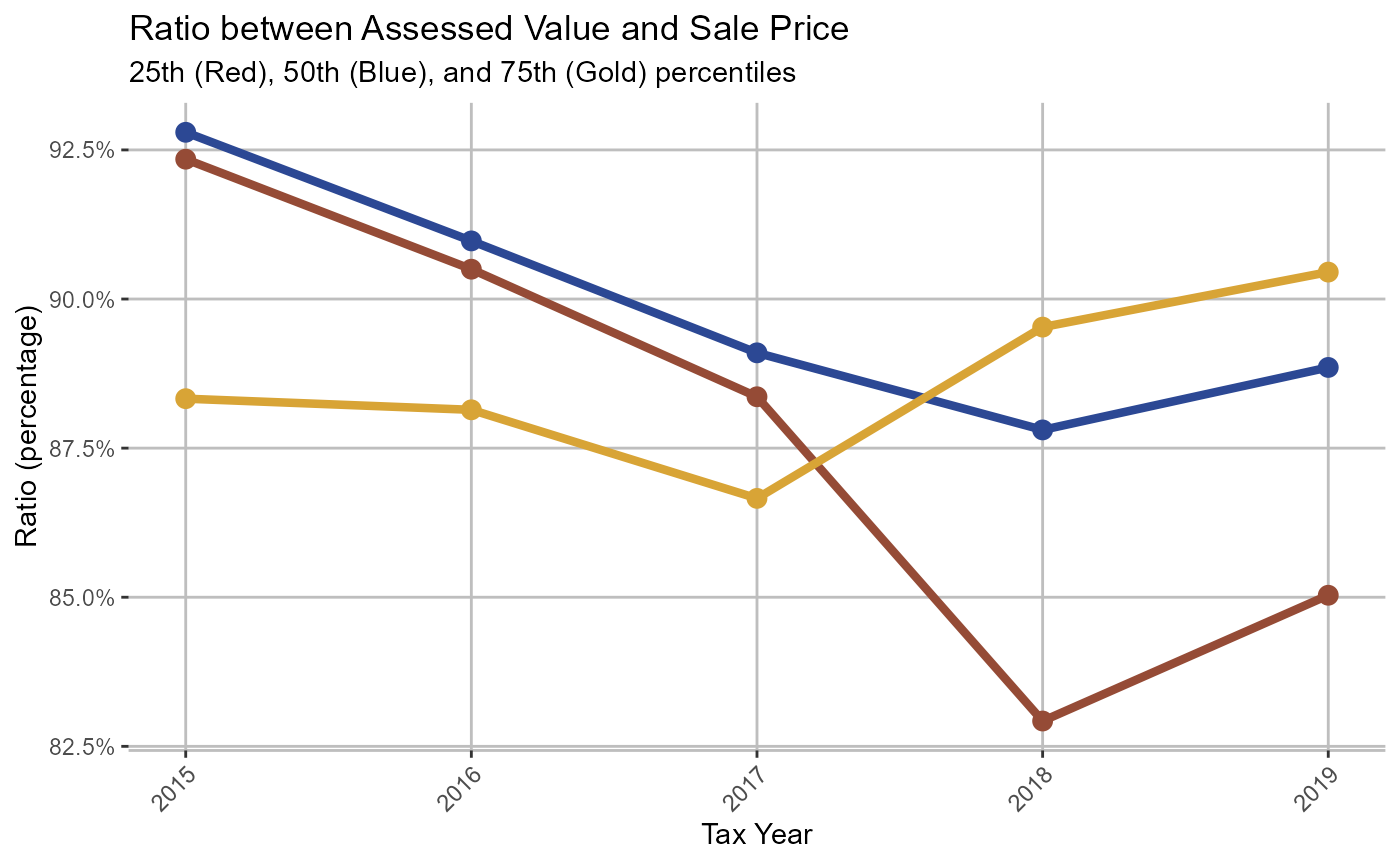 Ratio between Assessed Value and Sale Price
25th (Red), 50th (Blue), and 75th (Gold) percentiles
Ratio (percentage)
92.5%
90.0%
87.5%
85.0%
82.5%
2015
2016
2017
2018
2019
Tax Year